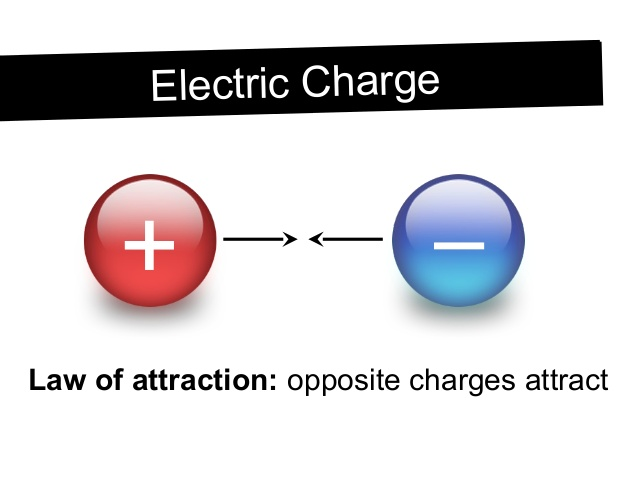 Electric Charge
+ −
Law of attraction: opposite charges attract